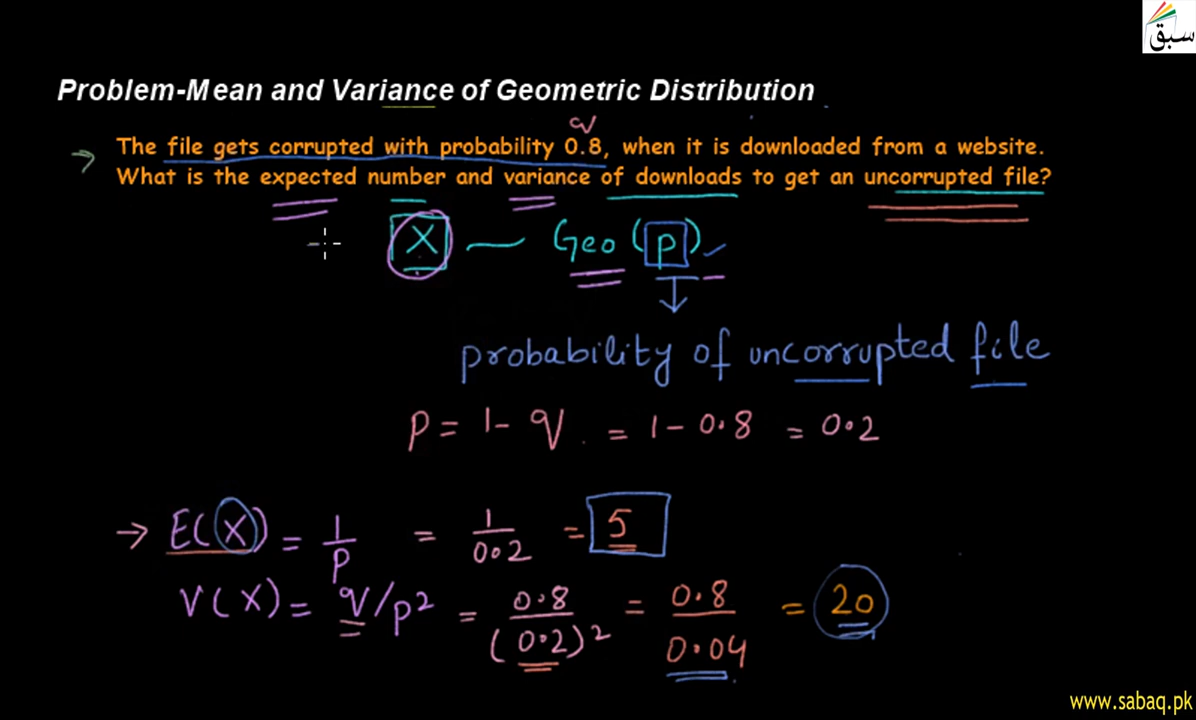 سبق
Problem-Mean and Variance of Geometric Distribution
q
The file gets corrupted with probability 0.8, when it is downloaded from a website.
What is the expected number and variance of downloads to get an uncorrupted file?
X ~ Geo (p)
probability of uncorrupted file
p = 1 - q = 1 - 0.8 = 0.2
→ E(X) = 1/p = 1/0.2 = 5
V(X) = q/p² = 0.8/(0.2)² = 0.8/0.04 = 20
www.sabaq.pk